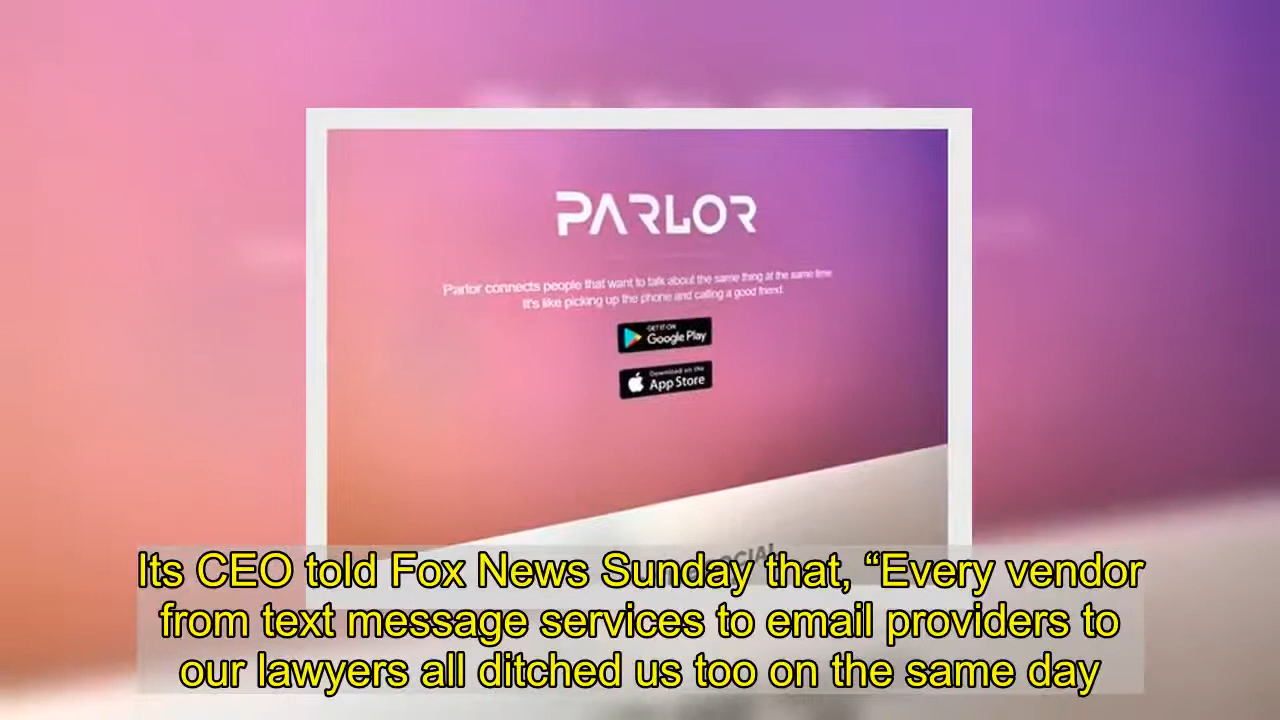 PARLOR
Parlor connects people that want to talk about the same thing at the same time
It's like picking up the phone and calling a good friend.
GET IT ON
Google Play
Download on the
App Store
Its CEO told Fox News Sunday that, “Every vendor
from text message services to email providers to
our lawyers all ditched us too on the same day